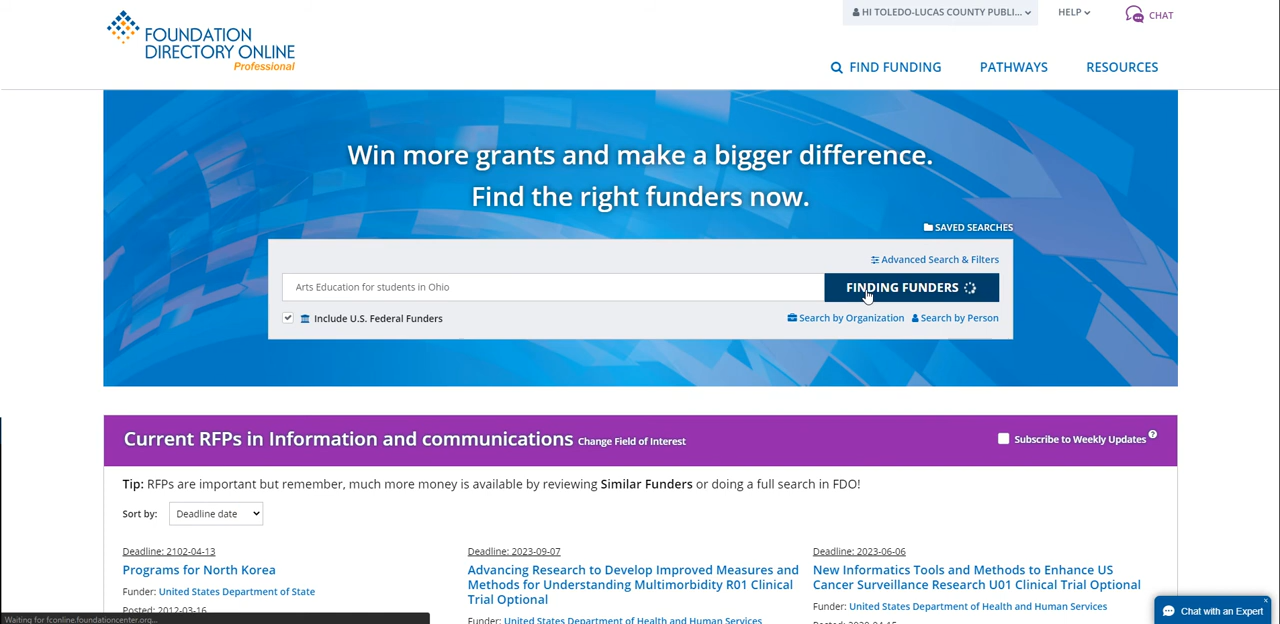 HI TOLEDO-LUCAS COUNTY PUBLI...
HELP
CHAT
FOUNDATION
DIRECTORY ONLINE
Professional
FIND FUNDING
PATHWAYS
RESOURCES
Win more grants and make a bigger difference.
Find the right funders now.
SAVED SEARCHES
Advanced Search & Filters
Arts Education for students in Ohio
FINDING FUNDERS
Include U.S. Federal Funders
Search by Organization
Search by Person
Current RFPs in Information and communications Change Field of Interest
Subscribe to Weekly Updates ?
Tip: RFPs are important but remember, much more money is available by reviewing Similar Funders or doing a full search in FDO!
Sort by: Deadline date
Deadline: 2102-04-13
Programs for North Korea
Funder: United States Department of State
Posted: 2012-03-16
Deadline: 2023-09-07
Advancing Research to Develop Improved Measures and
Methods for Understanding Multimorbidity R01 Clinical
Trial Optional
Funder: United States Department of Health and Human Services
Deadline: 2023-06-06
New Informatics Tools and Methods to Enhance US
Cancer Surveillance Research U01 Clinical Trial Optional
Funder: United States Department of Health and Human Services
Chat with an Expert
x
Waiting for fconline.foundationcenter.org...